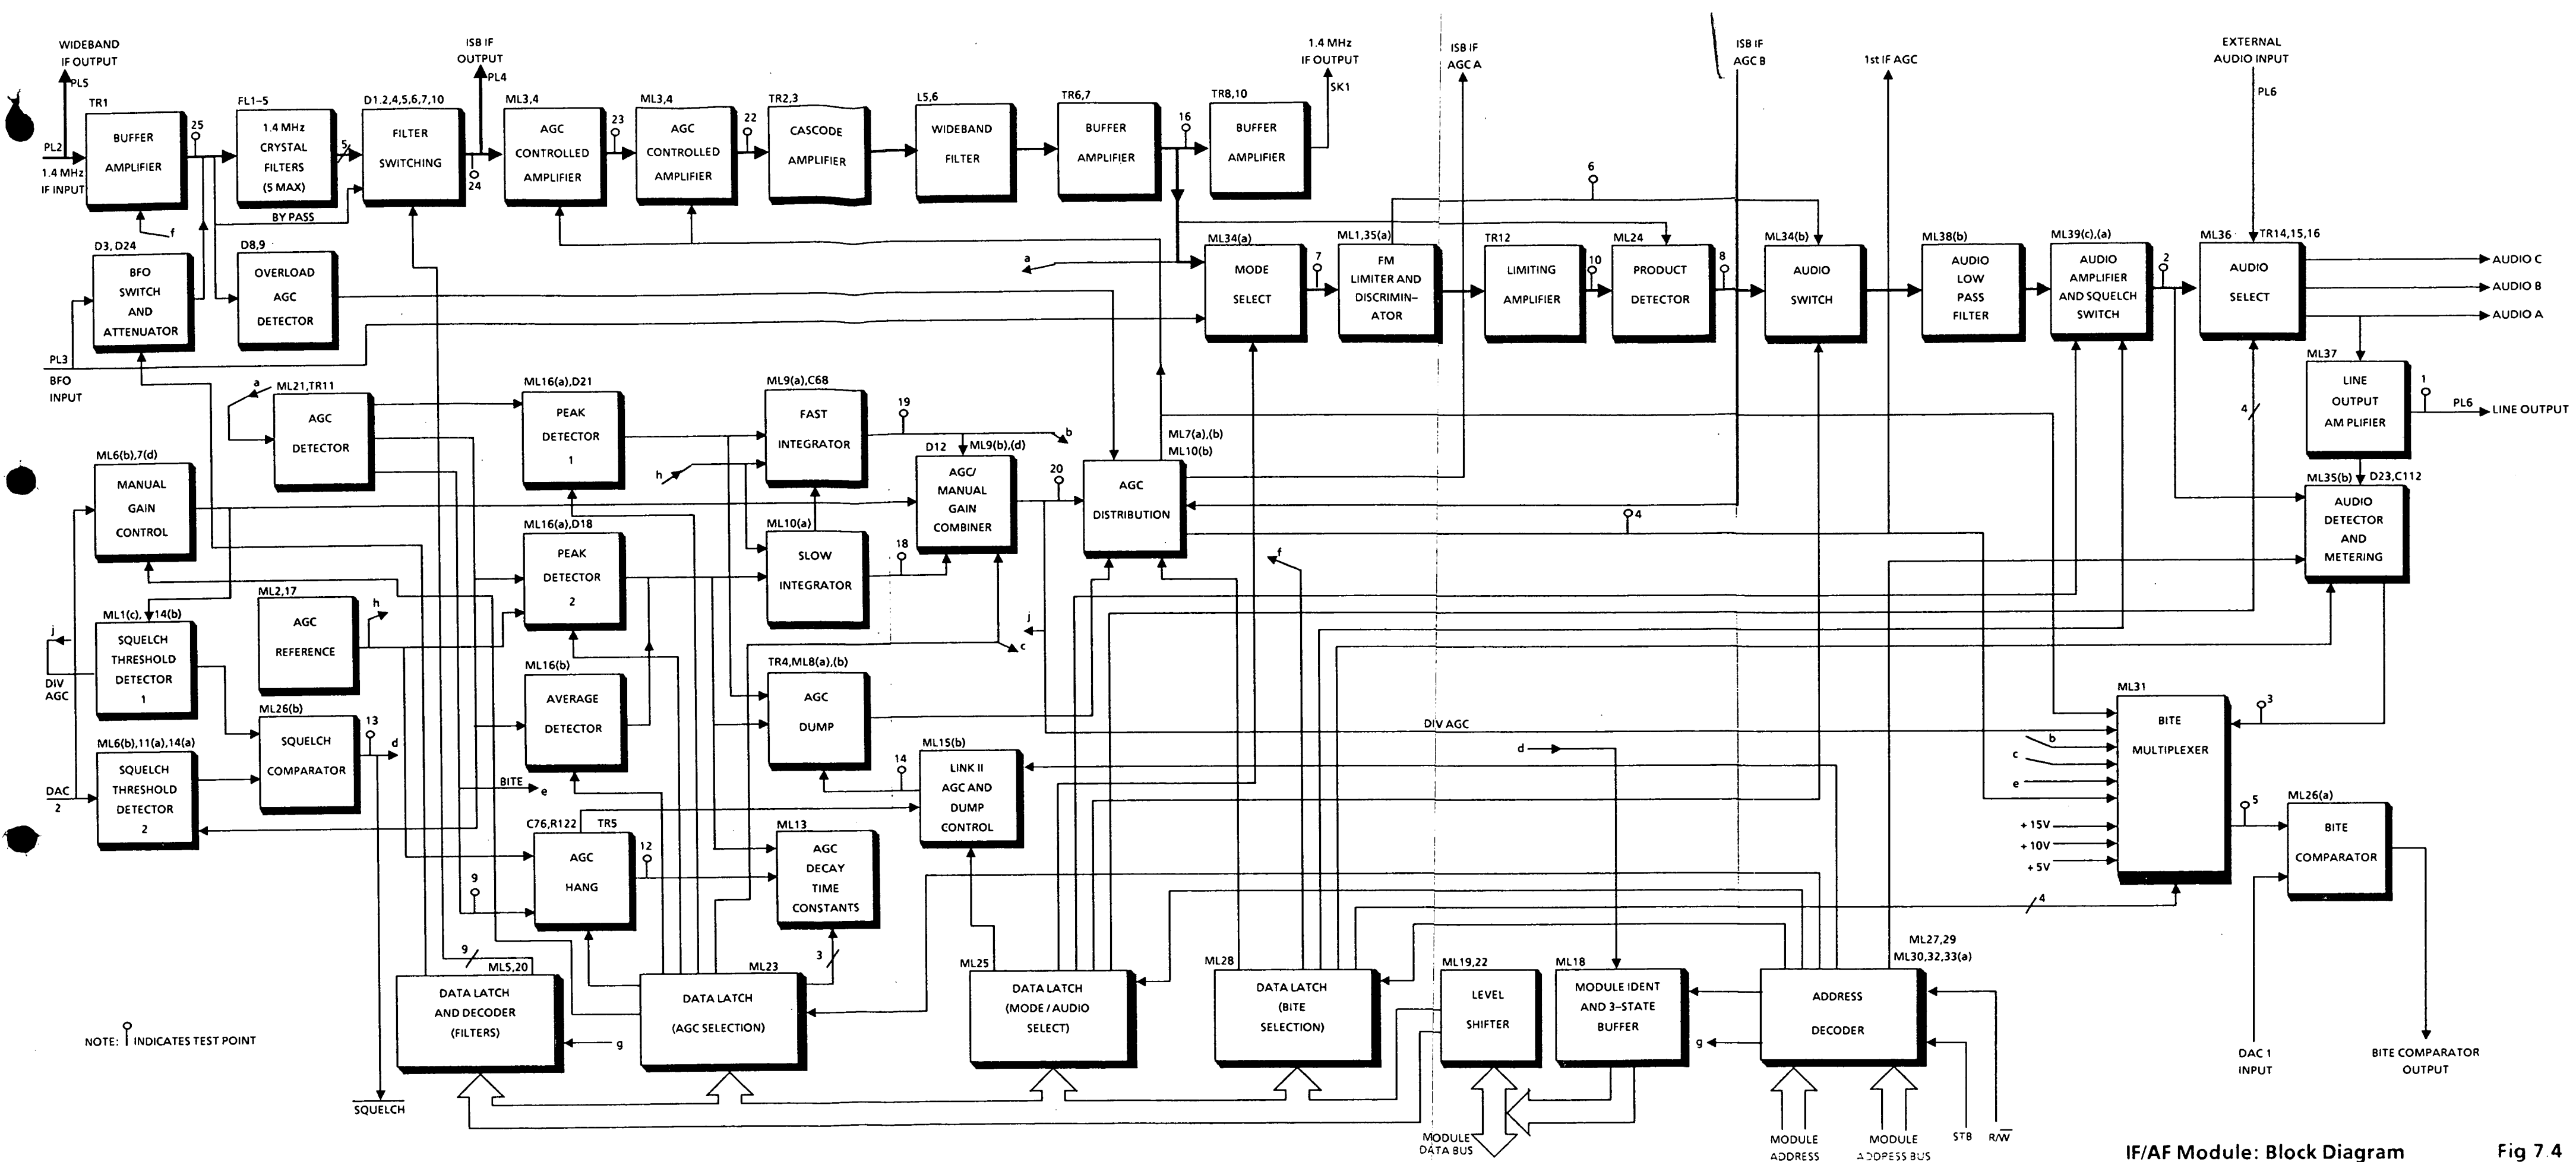 WIDEBAND
IF OUTPUT
PL5
TR1
BUFFER
AMPLIFIER
PL2
1.4 MHz
IF INPUT
f
25
FL1–5
1.4 MHz
CRYSTAL
FILTERS
(5 MAX)
5
BY PASS
D1.2,4,5,6,7,10
FILTER
SWITCHING
24
ISB IF
OUTPUT
PL4
ML3,4
AGC
CONTROLLED
AMPLIFIER
23
ML3,4
AGC
CONTROLLED
AMPLIFIER
22
TR2,3
CASCODE
AMPLIFIER
L5,6
WIDEBAND
FILTER
TR6,7
BUFFER
AMPLIFIER
16
TR8,10
BUFFER
AMPLIFIER
1.4 MHz
IF OUTPUT
SK1
ISB IF
AGC A
ISB IF
AGC B
1st IF AGC
EXTERNAL
AUDIO INPUT
PL6
D3, D24
BFO
SWITCH
AND
ATTENUATOR
PL3
BFO
INPUT
D8,9
OVERLOAD
AGC
DETECTOR
a
ML34(a)
MODE
SELECT
7
ML1,35(a)
FM
LIMITER AND
DISCRIMIN–
ATOR
6
TR12
LIMITING
AMPLIFIER
10
ML24
PRODUCT
DETECTOR
8
ML34(b)
AUDIO
SWITCH
ML38(b)
AUDIO
LOW
PASS
FILTER
ML39(c),(a)
AUDIO
AMPLIFIER
AND SQUELCH
SWITCH
2
ML36 TR14,15,16
AUDIO
SELECT
AUDIO C
AUDIO B
AUDIO A
4
ML37
LINE
OUTPUT
AM PLIFIER
1
PL6
LINE OUTPUT
ML35(b) D23,C112
AUDIO
DETECTOR
AND
METERING
a
ML21,TR11
AGC
DETECTOR
ML16(a),D21
PEAK
DETECTOR
1
ML9(a),C68
FAST
INTEGRATOR
19
b
h
D12 ML9(b),(d)
AGC/
MANUAL
GAIN
COMBINER
20
ML7(a),(b)
ML10(b)
AGC
DISTRIBUTION
4
ML6(b),7(d)
MANUAL
GAIN
CONTROL
ML16(a),D18
PEAK
DETECTOR
2
ML10(a)
SLOW
INTEGRATOR
18
f
j
c
ML2,17
AGC
REFERENCE
h
ML1(c), 14(b)
SQUELCH
THRESHOLD
DETECTOR
1
j
DIV
AGC
ML16(b)
AVERAGE
DETECTOR
TR4,ML8(a),(b)
AGC
DUMP
ML26(b)
SQUELCH
COMPARATOR
13
d
ML6(b),11(a),14(a)
SQUELCH
THRESHOLD
DETECTOR
2
DAC
2
BITE
e
ML15(b)
LINK II
AGC AND
DUMP
CONTROL
14
DIV AGC
d
ML31
BITE
MULTIPLEXER
3
b
c
e
+ 15V
+ 10V
+ 5V
5
ML26(a)
BITE
COMPARATOR
C76,R122 TR5
AGC
HANG
12
9
ML13
AGC
DECAY
TIME
CONSTANTS
3
4
9
ML5,20
DATA LATCH
AND DECODER
(FILTERS)
g
ML23
DATA LATCH
(AGC SELECTION)
ML25
DATA LATCH
(MODE / AUDIO
SELECT)
ML28
DATA LATCH
(BITE
SELECTION)
ML19,22
LEVEL
SHIFTER
ML18
MODULE IDENT
AND 3–STATE
BUFFER
ML27,29
ML30,32,33(a)
ADDRESS
DECODER
g
NOTE: INDICATES TEST POINT
SQUELCH
MODULE
DATA BUS
MODULE
ADDRESS
MODULE
ADDRESS BUS
STB
R/W
DAC 1
INPUT
BITE COMPARATOR
OUTPUT
IF/AF Module: Block Diagram Fig 7.4